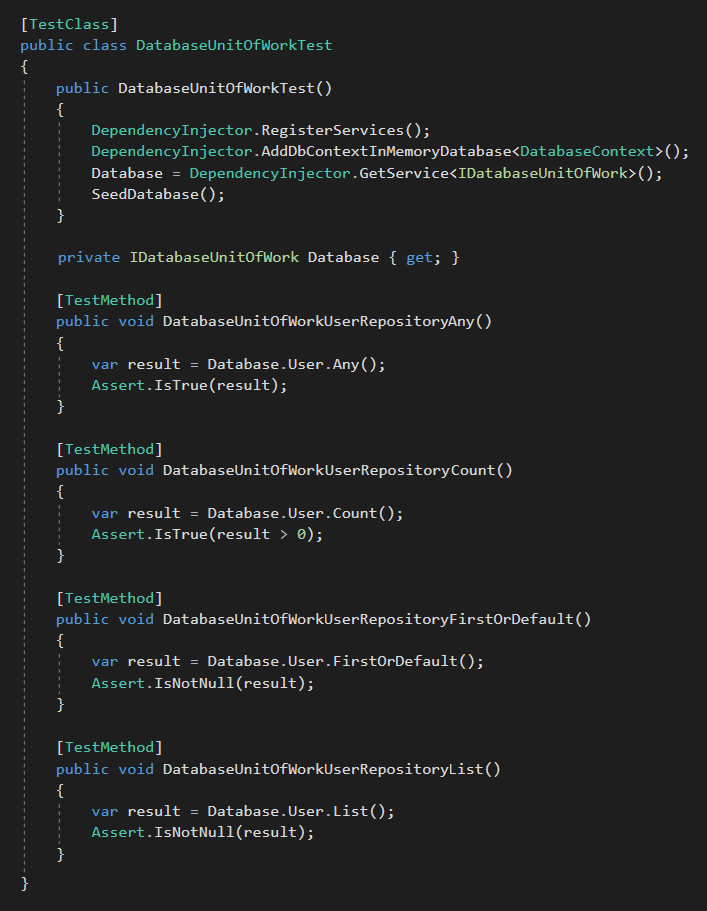 [TestClass]
public class DatabaseUnitOfWorkTest
{
    public DatabaseUnitOfWorkTest()
    {
        DependencyInjector.RegisterServices();
        DependencyInjector.AddDbContextInMemoryDatabase<DatabaseContext>();
        Database = DependencyInjector.GetService<IDatabaseUnitOfWork>();
        SeedDatabase();
    }

    private IDatabaseUnitOfWork Database { get; }

    [TestMethod]
    public void DatabaseUnitOfWorkUserRepositoryAny()
    {
        var result = Database.User.Any();
        Assert.IsTrue(result);
    }

    [TestMethod]
    public void DatabaseUnitOfWorkUserRepositoryCount()
    {
        var result = Database.User.Count();
        Assert.IsTrue(result > 0);
    }

    [TestMethod]
    public void DatabaseUnitOfWorkUserRepositoryFirstOrDefault()
    {
        var result = Database.User.FirstOrDefault();
        Assert.IsNotNull(result);
    }

    [TestMethod]
    public void DatabaseUnitOfWorkUserRepositoryList()
    {
        var result = Database.User.List();
        Assert.IsNotNull(result);
    }
}